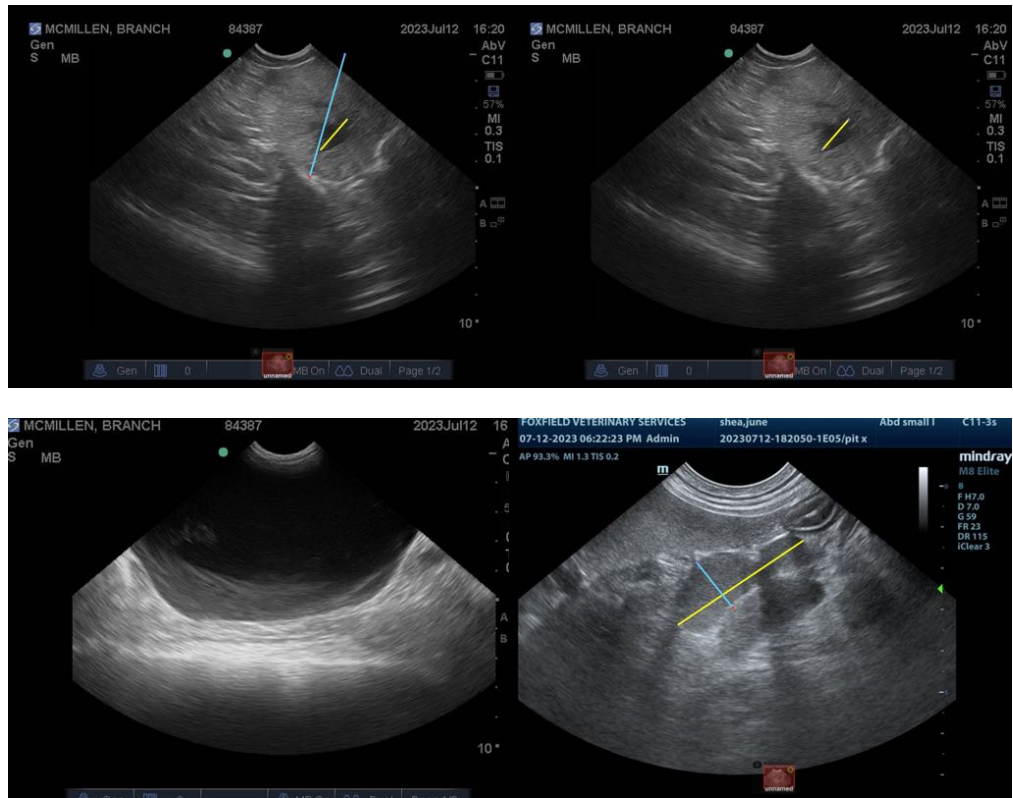 MCMILLEN, BRANCH 84387 2023Jul12 16:20
Gen AbV
S MB C11
57%
MI
0.3
TIS
0.1
A
B
10
Gen 0 MB On Dual Page 1/2
unnamed
MCMILLEN, BRANCH 84387 2023Jul12 16:20
Gen AbV
S MB C11
57%
MI
0.3
TIS
0.1
A
B
10
Gen 0 MB On Dual Page 1/2
unnamed
MCMILLEN, BRANCH 84387 2023Jul12 16
Gen
S MB
A
B
10
FOXFIELD VETERINARY SERVICES shea,june Abd small I C11-3s
07-12-2023 06:22:23 PM Admin 20230712-182050-1E05/pit x
AP 93.3% MI 1.3 TIS 0.2
m
mindray
M8 Elite
B
F H7.0
D 7.0
G 59
FR 23
DR 115
iClear 3
unnamed